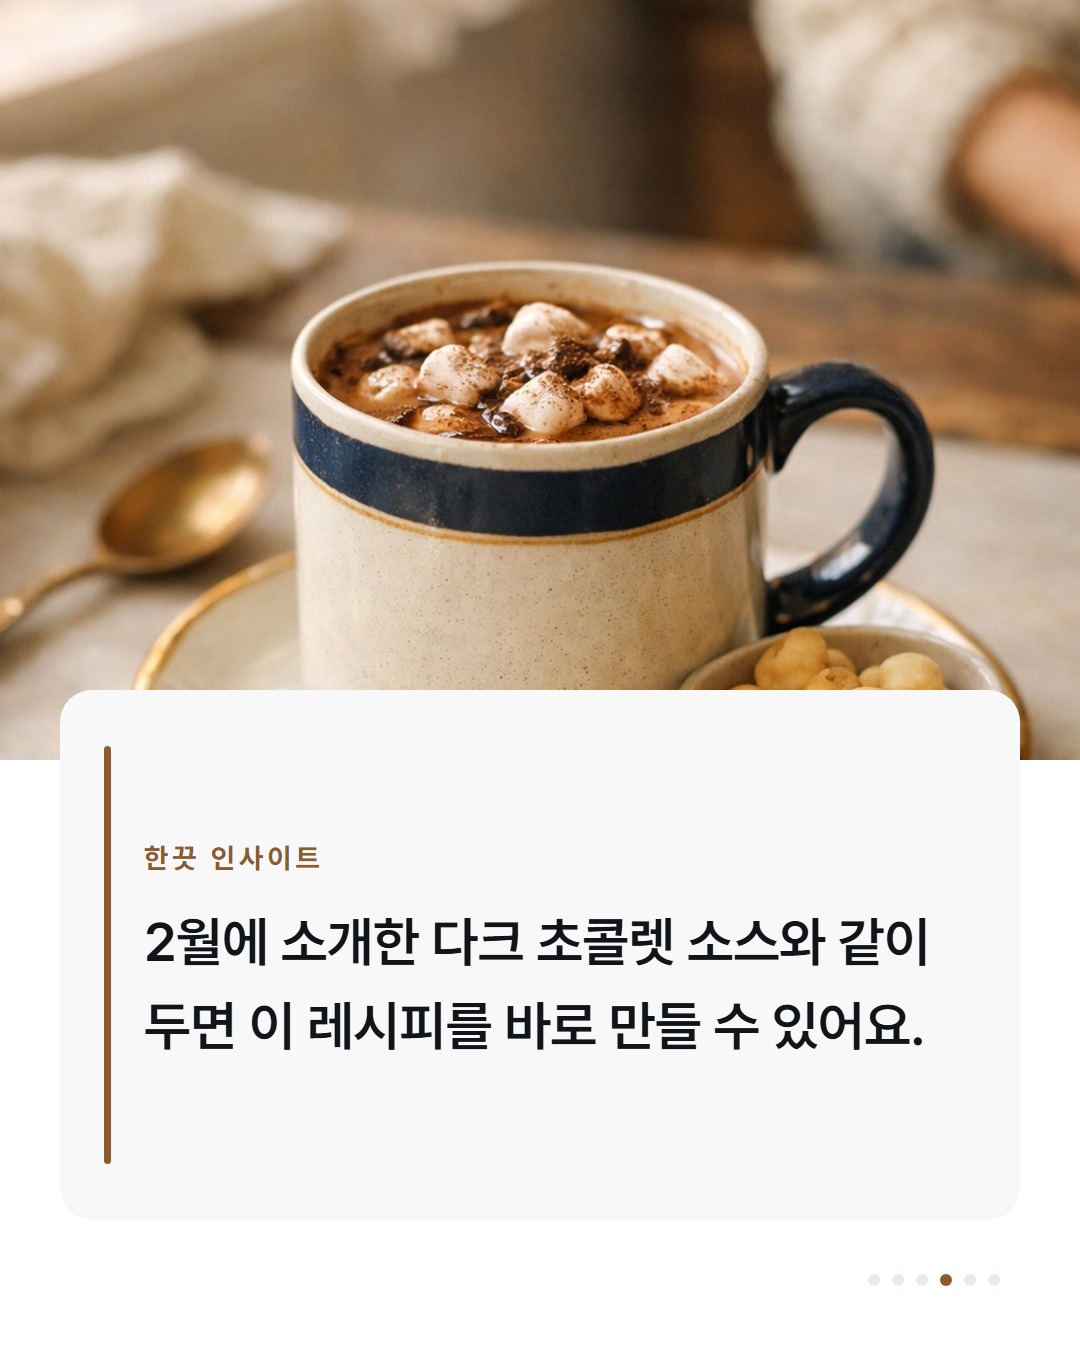 한끗 인사이트
2월에 소개한 다크 초콜렛 소스와 같이
두면 이 레시피를 바로 만들 수 있어요.